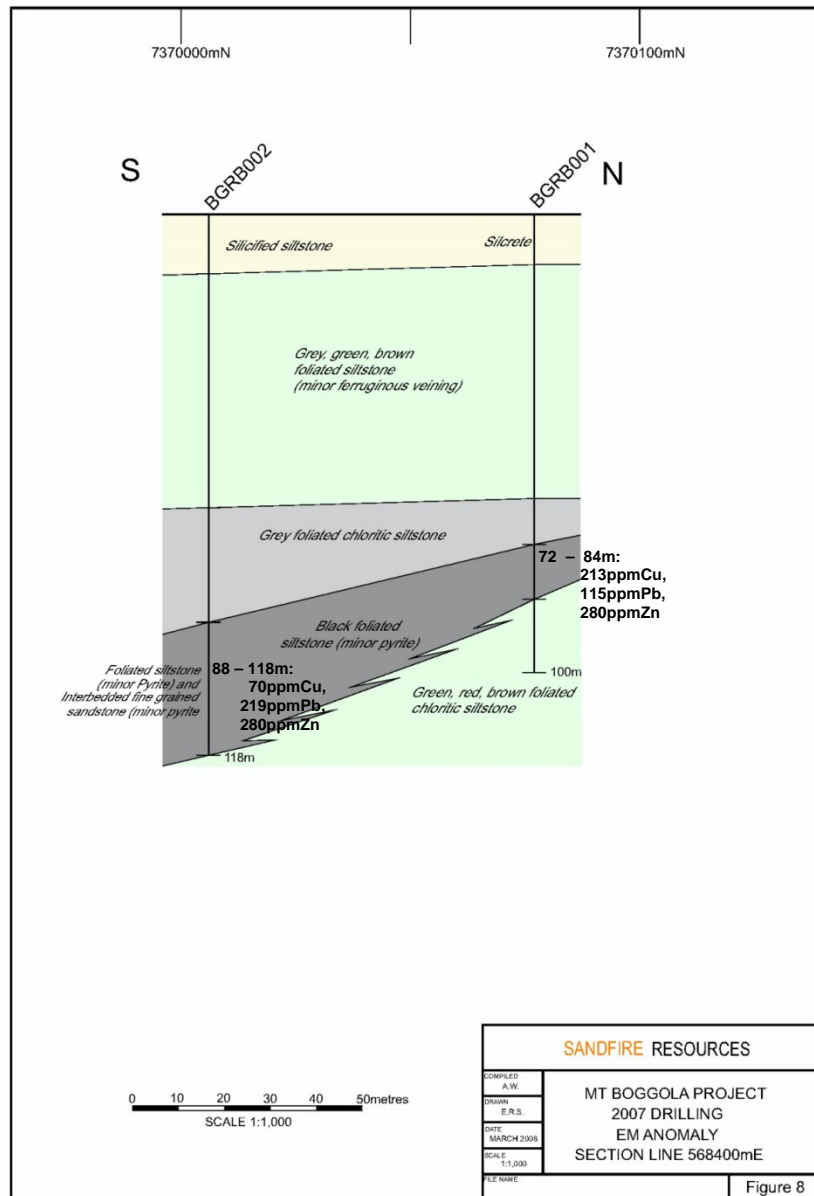 7370000mN
7370100mN
S
BGRB002
BGRB001
N
Silicified siltstone
Silcrete
Grey, green, brown
foliated siltstone
(minor ferruginous veining)
Grey foliated chloritic siltstone
72 – 84m:
213ppmCu,
115ppmPb,
280ppmZn
Black foliated
siltstone (minor pyrite)
Foliated siltstone
(minor Pyrite) and
Interbedded fine grained
sandstone (minor pyrite
88 – 118m:
70ppmCu,
219ppmPb,
280ppmZn
100m
Green, red, brown foliated
chloritic siltstone
118m
0 10 20 30 40 50metres
SCALE 1:1,000
SANDFIRE RESOURCES
COMPILED
A.W.
DRAWN
E.R.S.
DATE
MARCH 2008
SCALE
1:1,000
FILE NAME
MT BOGGOLA PROJECT
2007 DRILLING
EM ANOMALY
SECTION LINE 568400mE
Figure 8